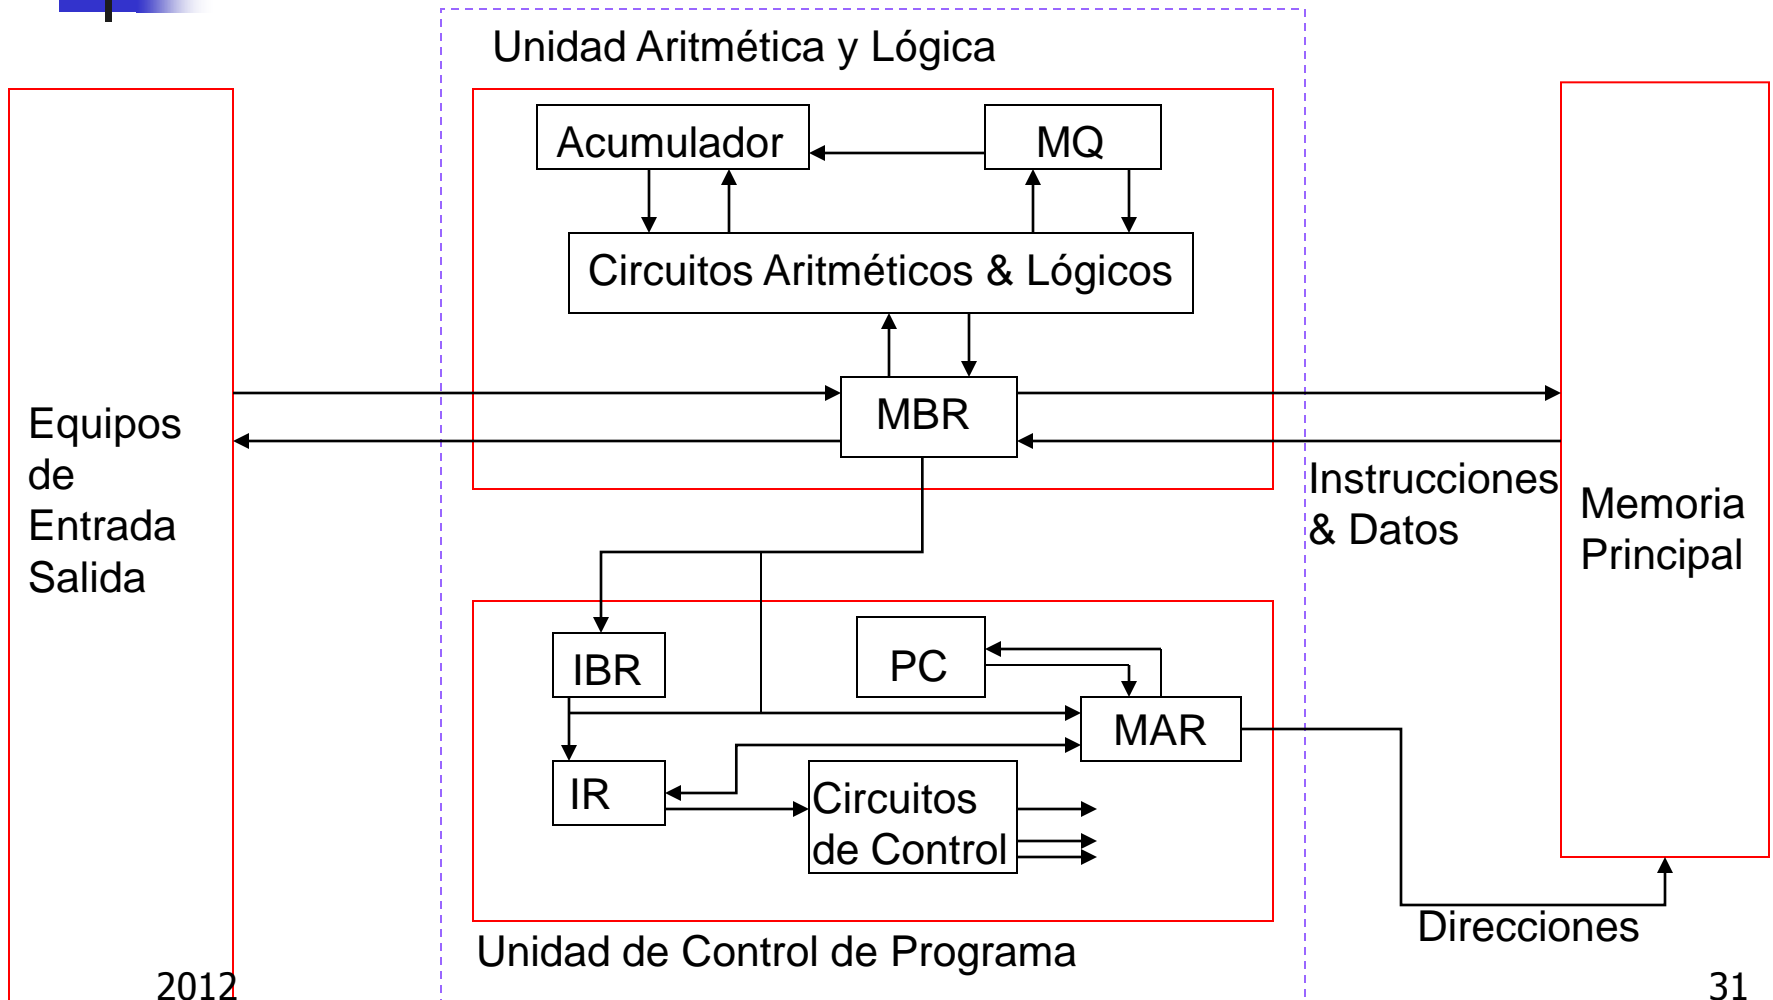 Unidad Aritmética y Lógica
Acumulador
MQ
Circuitos Aritméticos & Lógicos
MBR
Equipos
de
Entrada
Salida
Instrucciones
& Datos
Memoria
Principal
IBR
PC
MAR
IR
Circuitos
de Control
Direcciones
Unidad de Control de Programa
2012
31